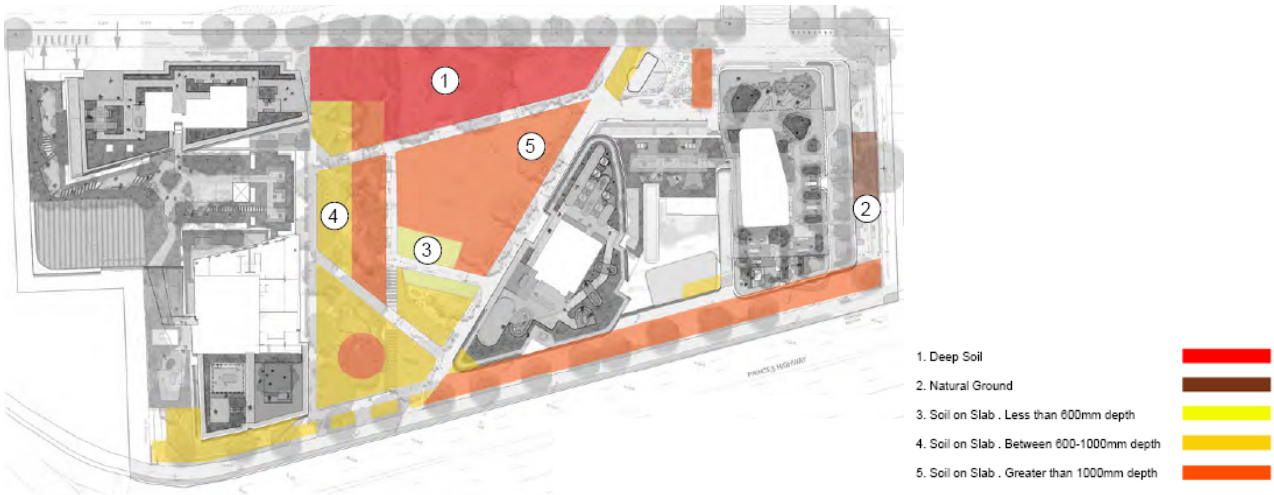 1
5
2
4
3
PRINCES HIGHWAY
1. Deep Soil
2. Natural Ground
3. Soil on Slab . Less than 600mm depth
4. Soil on Slab . Between 600-1000mm depth
5. Soil on Slab . Greater than 1000mm depth